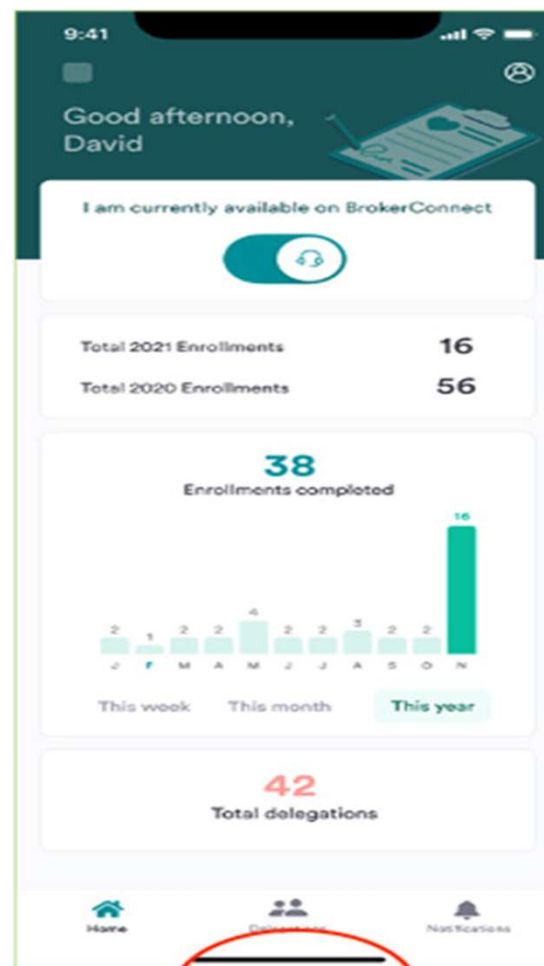 9:41
Good afternoon,
David
I am currently available on BrokerConnect
Total 2021 Enrollments 16
Total 2020 Enrollments 56
38
Enrollments completed
16
2 1 2 2 4 2 2 3 2 2
J F M A M J J A S O N
This week This month This year
42
Total delegations
Home Delegations Notifications